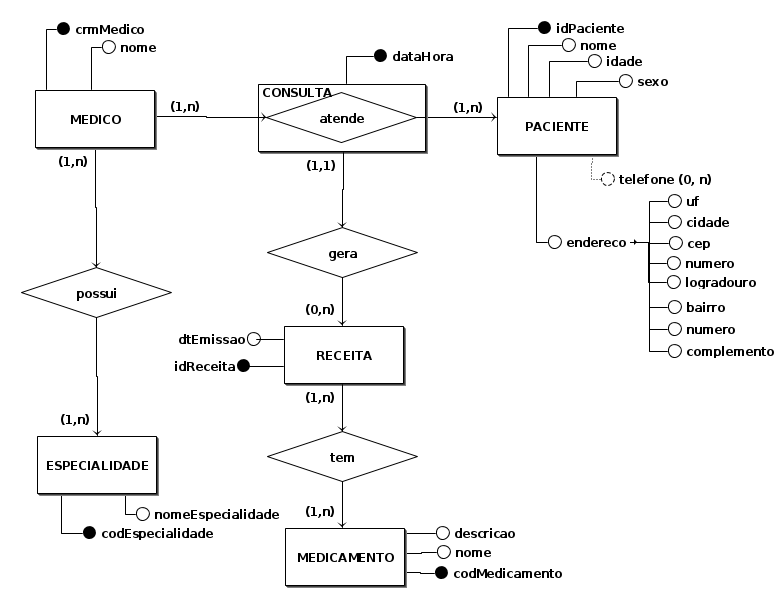 crmMedico
nome
MEDICO
(1,n)
dataHora
CONSULTA
atende
(1,n)
idPaciente
nome
idade
sexo
PACIENTE
(1,n)
(1,1)
telefone (0, n)
endereco
uf
cidade
cep
numero
logradouro
bairro
numero
complemento
gera
possui
(0,n)
dtEmissao
idReceita
RECEITA
(1,n)
(1,n)
tem
ESPECIALIDADE
nomeEspecialidade
codEspecialidade
(1,n)
MEDICAMENTO
descricao
nome
codMedicamento